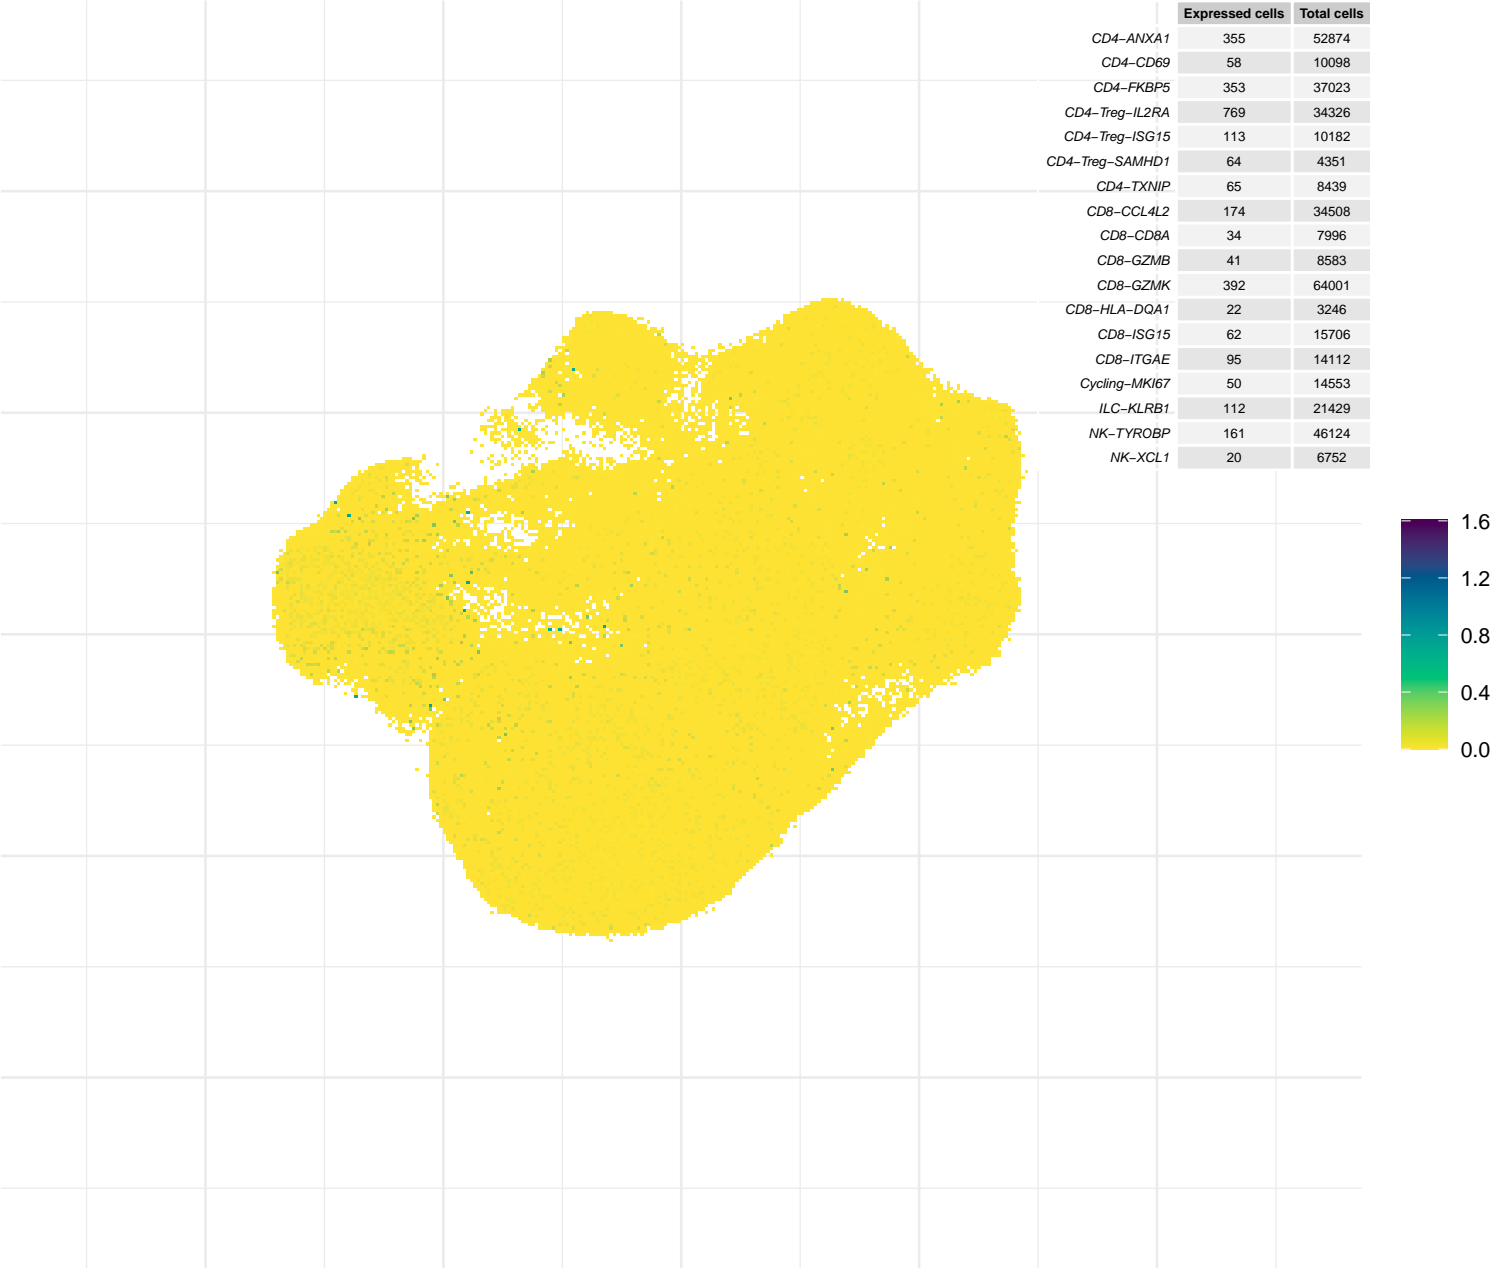 Expressed cells Total cells
CD4−ANXA1 355 52874
CD4−CD69 58 10098
CD4−FKBP5 353 37023
CD4−Treg−IL2RA 769 34326
CD4−Treg−ISG15 113 10182
CD4−Treg−SAMHD1 64 4351
CD4−TXNIP 65 8439
CD8−CCL4L2 174 34508
CD8−CD8A 34 7996
CD8−GZMB 41 8583
CD8−GZMK 392 64001
CD8−HLA−DQA1 22 3246
CD8−ISG15 62 15706
CD8−ITGAE 95 14112
Cycling−MKI67 50 14553
ILC−KLRB1 112 21429
NK−TYROBP 161 46124
NK−XCL1 20 6752
1.6
1.2
0.8
0.4
0.0